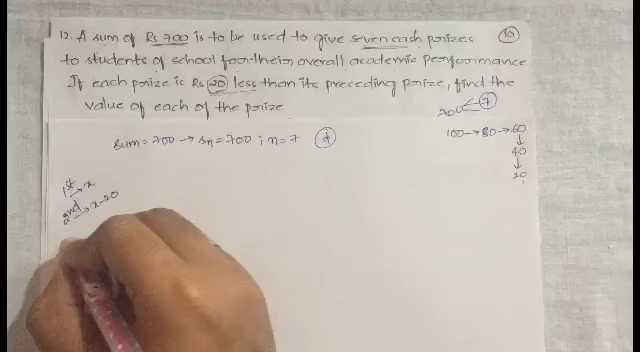 12. A sum of Rs 700 is to be used to give seven each prizes (10)
to students of school for their overall academic performance
If each prize is Rs 20 less than its preceding prize, find the
value of each of the prize
700 7
sum = 700 → Sn = 700 ; n = 7
100 → 80 → 60
↓
40
↓
20
1st → x
2nd → x-20